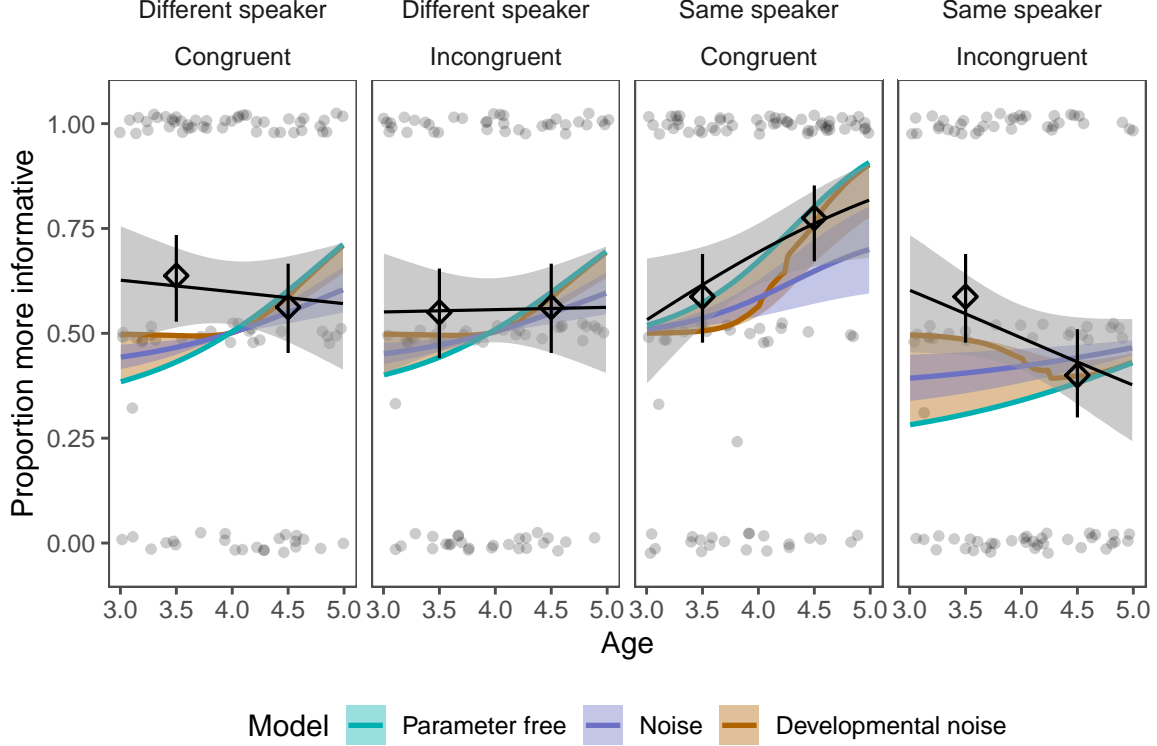 Different speaker Different speaker Same speaker Same speaker
Congruent Incongruent Congruent Incongruent
Proportion more informative
1.00
0.75
0.50
0.25
0.00
3.0 3.5 4.0 4.5 5.0 3.0 3.5 4.0 4.5 5.0 3.0 3.5 4.0 4.5 5.0 3.0 3.5 4.0 4.5 5.0
Age
Model Parameter free Noise Developmental noise